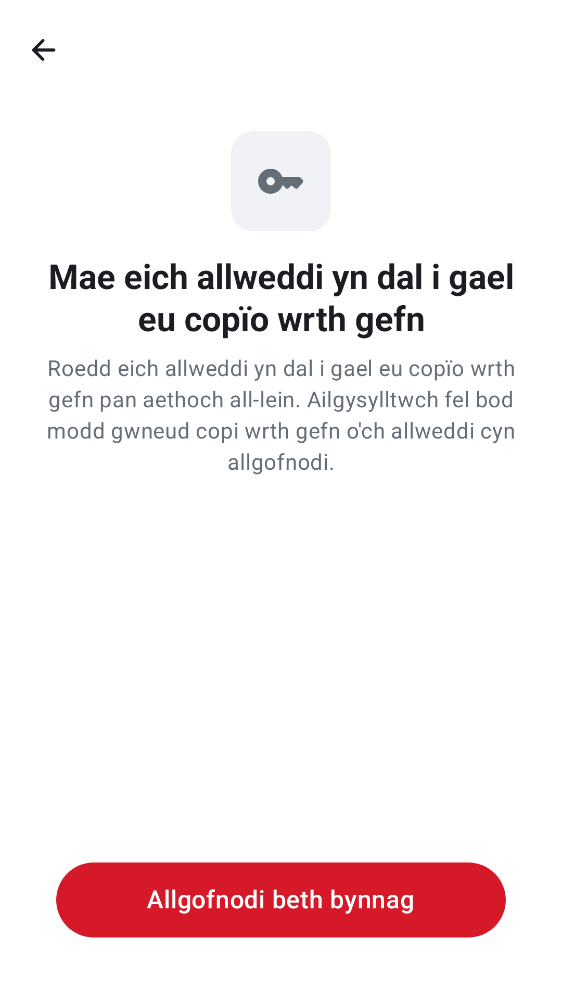 Mae eich allweddi yn dal i gael
eu copïo wrth gefn
Roedd eich allweddi yn dal i gael eu copïo wrth
gefn pan aethoch all-lein. Ailgysylltwch fel bod
modd gwneud copi wrth gefn o'ch allweddi cyn
allgofnodi.
Allgofnodi beth bynnag